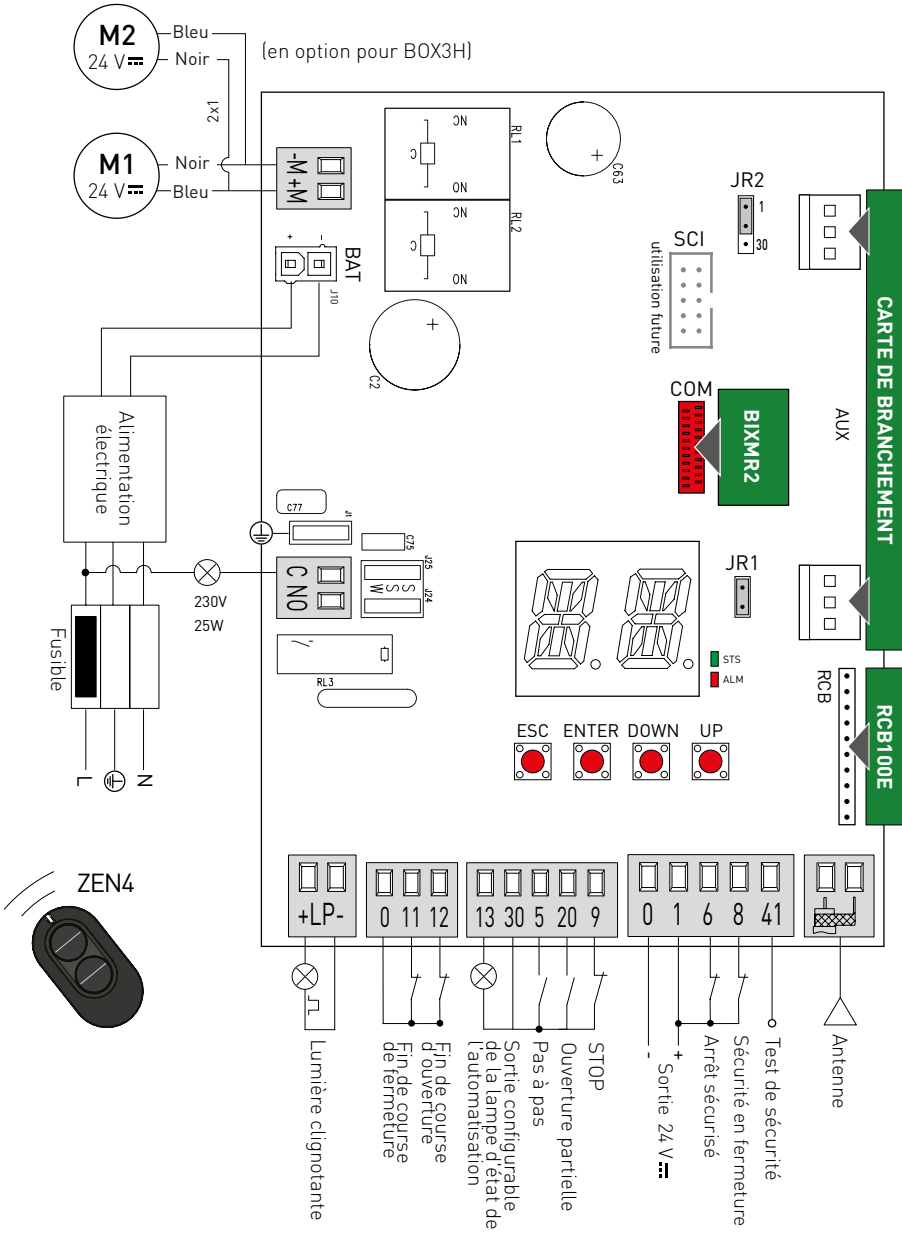 M2
24 V
Bleu
Noir
(en option pour BOX3H)
2x1
M1
24 V
Noir
Bleu
-M+M
NC
C
NO
RL1
NC
C
NO
RL2
+
C63
JR2
1
30
SCI
utilisation future
+
-
BAT
J10
+
C2
COM
BIXMR2
AUX
CARTE DE BRANCHEMENT
Alimentation
électrique
C77
J1
C75
C NO
J25
SSW
J24
230V
25W
Fusible
RL3
L
N
JR1
STS
ALM
RCB
RCB100E
ESC
ENTER
DOWN
UP
ZEN4
+LP-
0
11
12
13
30
5
20
9
0
1
6
8
41
Lumière clignotante
Fin de course
de fermeture
Fin de course
d'ouverture
Sortie configurable
de la lampe d'état de
l'automatisation
Pas à pas
Ouverture partielle
STOP
-
+
Sortie 24 V
Arrêt sécurisé
Sécurité en fermeture
Test de sécurité
Antenne